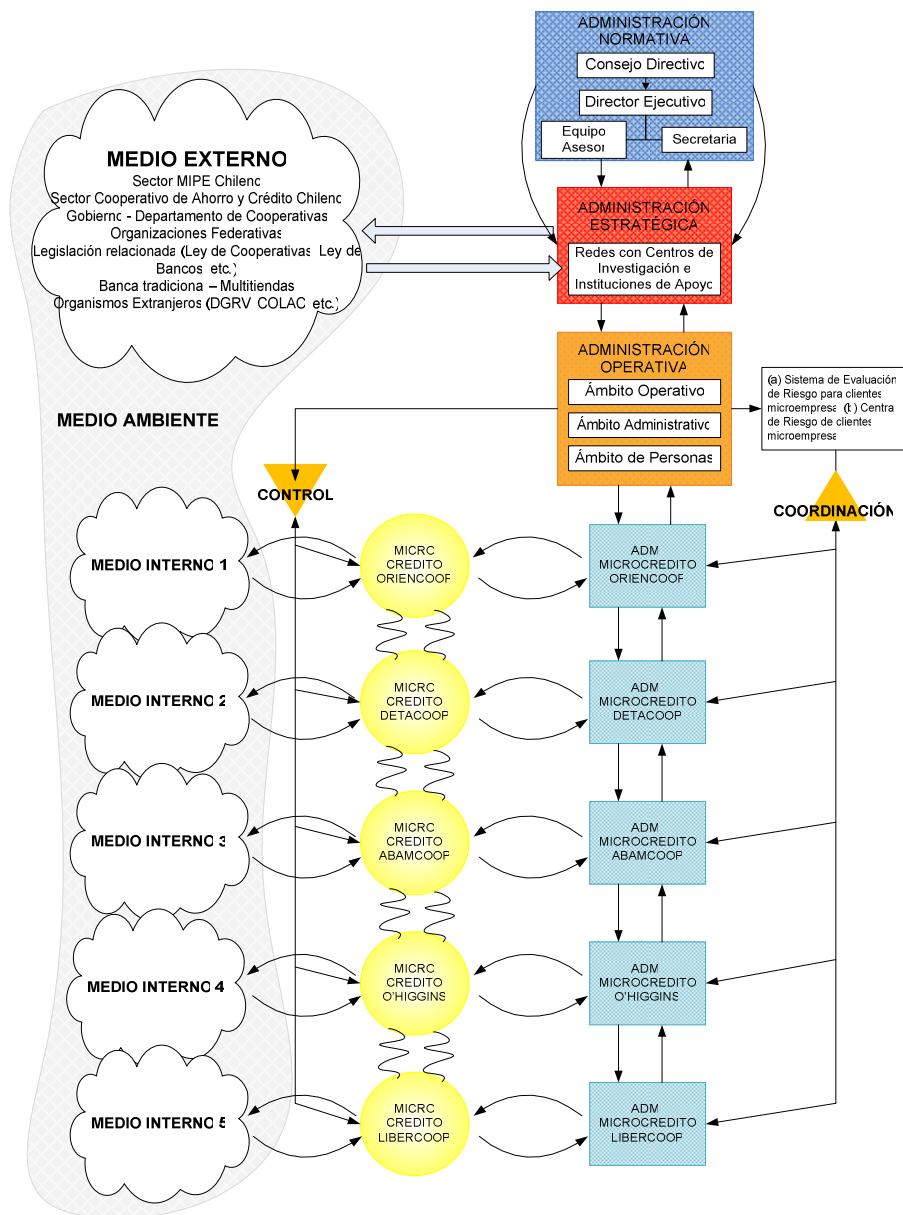 ADMINISTRACIÓN
NORMATIVA
Consejo Directivo
Director Ejecutivo
Equipo
Asesor
Secretaria
MEDIO EXTERNO
Sector MIPE Chileno
Sector Cooperativo de Ahorro y Crédito Chileno
Gobierno - Departamento de Cooperativas
Organizaciones Federativas
Legislación relacionada (Ley de Cooperativas Ley de
Bancos etc.)
Banca tradiciona – Multitiendas
Organismos Extranjeros (DGRV COLAC etc.)
ADMINISTRACIÓN
ESTRATÉGICA
Redes con Centros de
Investigación e
Instituciones de Apoyo
ADMINISTRACIÓN
OPERATIVA
Ámbito Operativo
Ámbito Administrativo
Ámbito de Personas
(a) Sistema de Evaluación
de Riesgo para clientes
microempresa (b) Centra
de Riesgo de clientes
microempresa
MEDIO AMBIENTE
CONTROL
COORDINACIÓN
MEDIO INTERNO 1
MICRO
CREDITO
ORIENCOOP
ADM
MICROCREDITO
ORIENCOOP
MEDIO INTERNO 2
MICRO
CREDITO
DETACOOP
ADM
MICROCREDITO
DETACOOP
MEDIO INTERNO 3
MICRO
CREDITO
ABAMCOOP
ADM
MICROCREDITO
ABAMCOOP
MEDIO INTERNO 4
MICRO
CREDITO
O'HIGGINS
ADM
MICROCREDITO
O'HIGGINS
MEDIO INTERNO 5
MICRO
CREDITO
LIBERCOOP
ADM
MICROCREDITO
LIBERCOOP